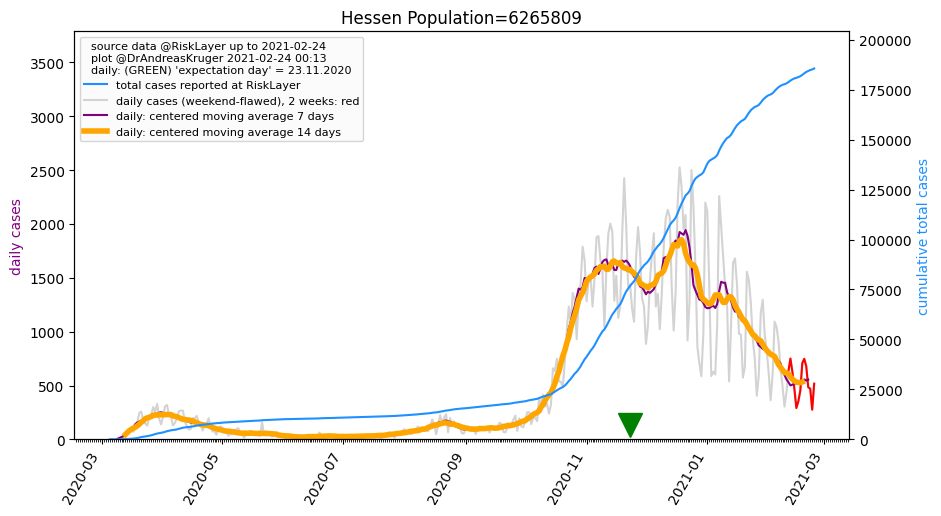 Hessen Population=6265809
source data @RiskLayer up to 2021-02-24
plot @DrAndreasKruger 2021-02-24 00:13
daily: (GREEN) 'expectation day' = 23.11.2020
total cases reported at RiskLayer
daily cases (weekend-flawed), 2 weeks: red
daily: centered moving average 7 days
daily: centered moving average 14 days
daily cases
3500
3000
2500
2000
1500
1000
500
0
200000
175000
150000
125000
100000
75000
50000
25000
0
cumulative total cases
2020-03
2020-05
2020-07
2020-09
2020-11
2021-01
2021-03